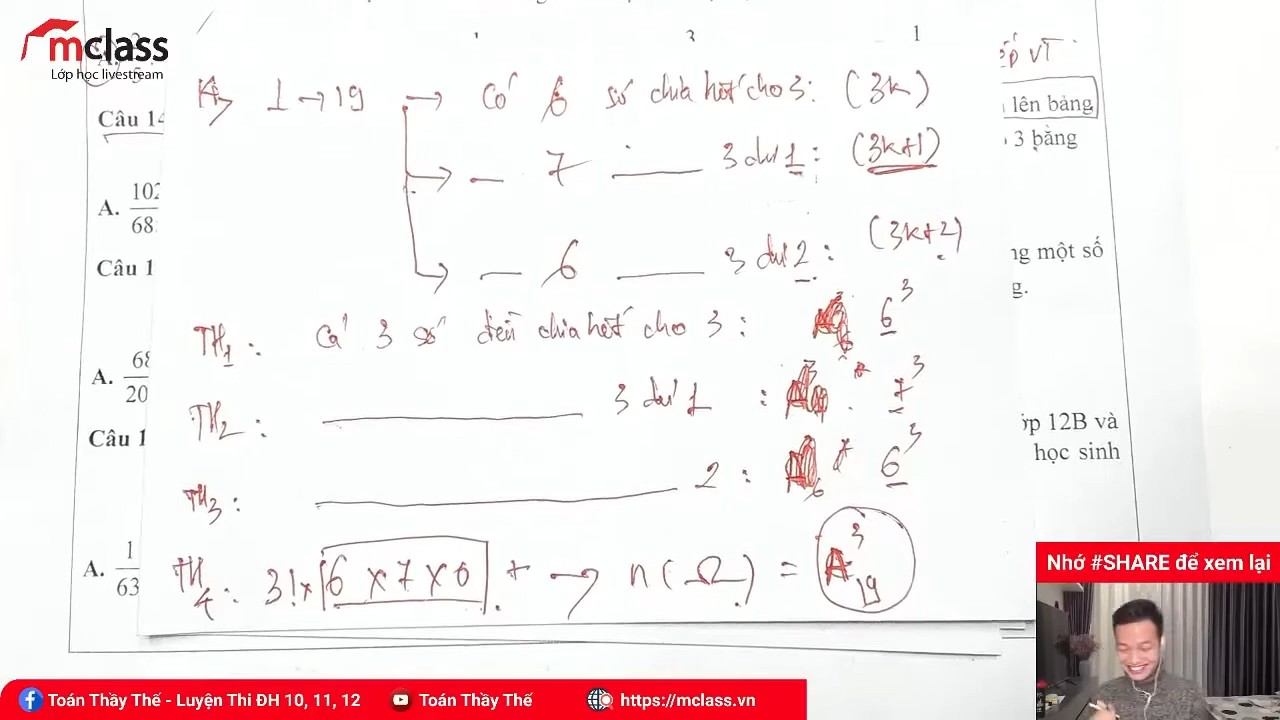 mclass
Lớp học livestream
Câu 14
A. 102
68
Câu 1
A. 68
20
Câu 1
A. 1
63
3 1
1 → 19 → Có 6 số chia hết cho 3: (3k)
→ — 7 —— 3 dư 1 : (3k+1)
→ — 6 —— 3 dư 2 : (3k+2)
TH1 : Cả 3 số đều chia hết cho 3 : 6³
TH2 : ———— 3 dư 1 : 7³
TH3 : ———— 2 : 6³
TH4 : 3! × 6 × 7 × 6 + → n(Ω) = A³19
VT
lên bảng
3 bằng
ng một số
g.
ớp 12B và
học sinh
Nhớ #SHARE để xem lại
Toán Thầy Thế - Luyện Thi ĐH 10, 11, 12
Toán Thầy Thế
https://mclass.vn